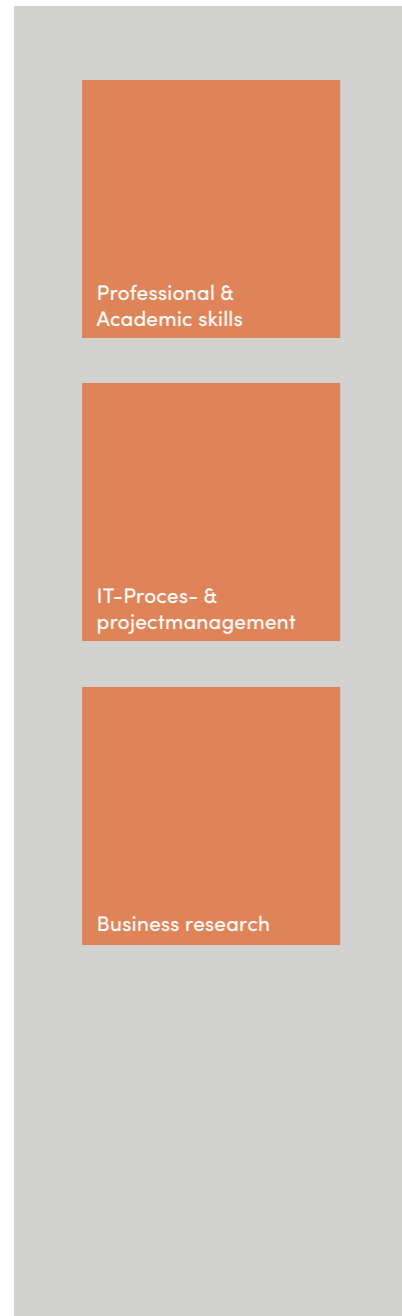 Professional &
Academic skills
IT-Proces- &
projectmanagement
Business research